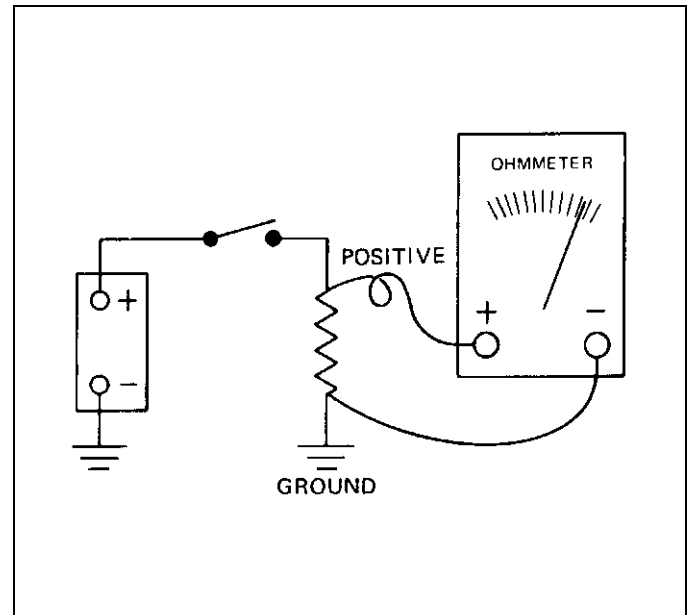 OHMMETER
POSITIVE
+ -
+
-
GROUND